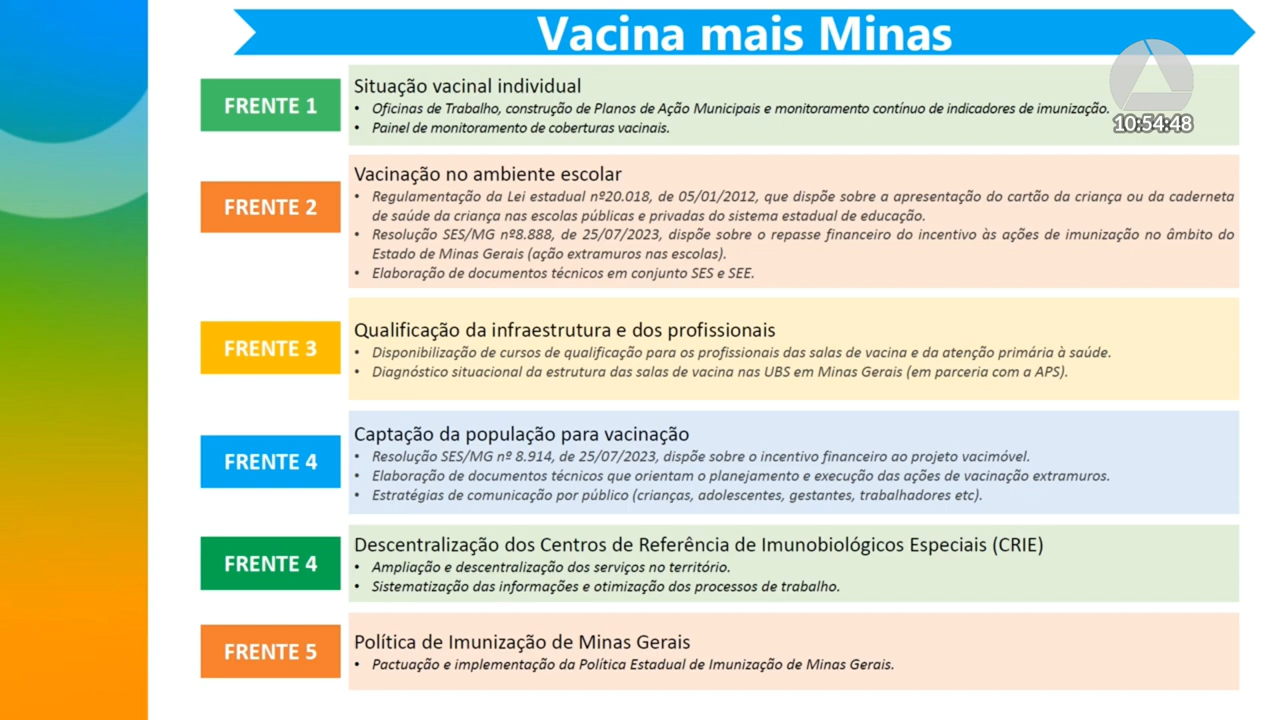 Vacina mais Minas
FRENTE 1
Situação vacinal individual
• Oficinas de Trabalho, construção de Planos de Ação Municipais e monitoramento contínuo de indicadores de imunização.
• Painel de monitoramento de coberturas vacinais.
10:54:48
FRENTE 2
Vacinação no ambiente escolar
• Regulamentação da Lei estadual nº20.018, de 05/01/2012, que dispõe sobre a apresentação do cartão da criança ou da caderneta
de saúde da criança nas escolas públicas e privadas do sistema estadual de educação.
• Resolução SES/MG nº8.888, de 25/07/2023, dispõe sobre o repasse financeiro do incentivo às ações de imunização no âmbito do
Estado de Minas Gerais (ação extramuros nas escolas).
• Elaboração de documentos técnicos em conjunto SES e SEE.
FRENTE 3
Qualificação da infraestrutura e dos profissionais
• Disponibilização de cursos de qualificação para os profissionais das salas de vacina e da atenção primária à saúde.
• Diagnóstico situacional da estrutura das salas de vacina nas UBS em Minas Gerais (em parceria com a APS).
FRENTE 4
Captação da população para vacinação
• Resolução SES/MG nº 8.914, de 25/07/2023, dispõe sobre o incentivo financeiro ao projeto vacimóvel.
• Elaboração de documentos técnicos que orientam o planejamento e execução das ações de vacinação extramuros.
• Estratégias de comunicação por público (crianças, adolescentes, gestantes, trabalhadores etc).
FRENTE 4
Descentralização dos Centros de Referência de Imunobiológicos Especiais (CRIE)
• Ampliação e descentralização dos serviços no território.
• Sistematização das informações e otimização dos processos de trabalho.
FRENTE 5
Política de Imunização de Minas Gerais
• Pactuação e implementação da Política Estadual de Imunização de Minas Gerais.